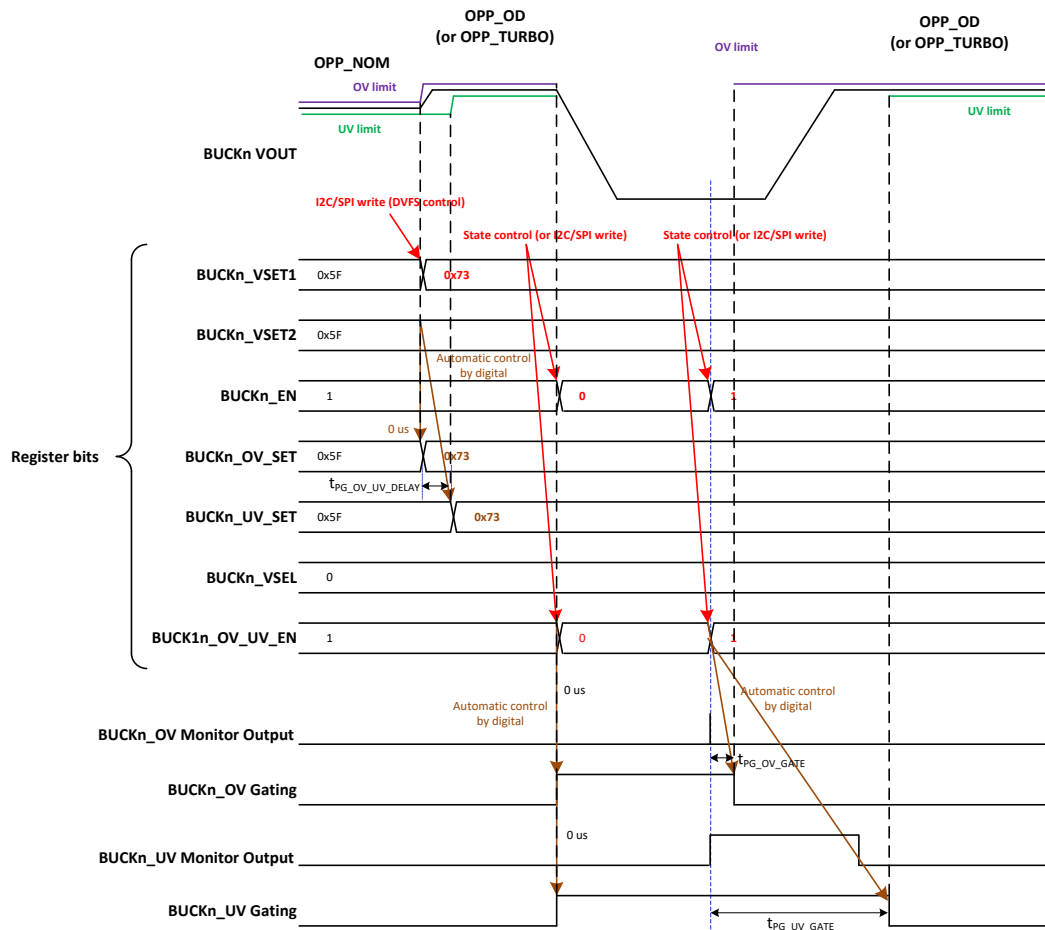 OPP_OD
(or OPP_TURBO)
OPP_OD
(or OPP_TURBO)
OV limit
OPP_NOM
OV limit
UV limit
UV limit
BUCKn VOUT
I2C/SPI write (DVFS control)
State control (or I2C/SPI write)
State control (or I2C/SPI write)
BUCKn_VSET1
0x5F
0x73
BUCKn_VSET2
0x5F
Automatic control
by digital
BUCKn_EN
1
0
1
0 us
Register bits
BUCKn_OV_SET
0x5F
0x73
tPG_OV_UV_DELAY
BUCKn_UV_SET
0x5F
0x73
BUCKn_VSEL
0
BUCK1n_OV_UV_EN
1
0
1
0 us
Automatic control
by digital
Automatic control
by digital
BUCKn_OV Monitor Output
tPG_OV_GATE
BUCKn_OV Gating
0 us
BUCKn_UV Monitor Output
BUCKn_UV Gating
tPG_UV_GATE